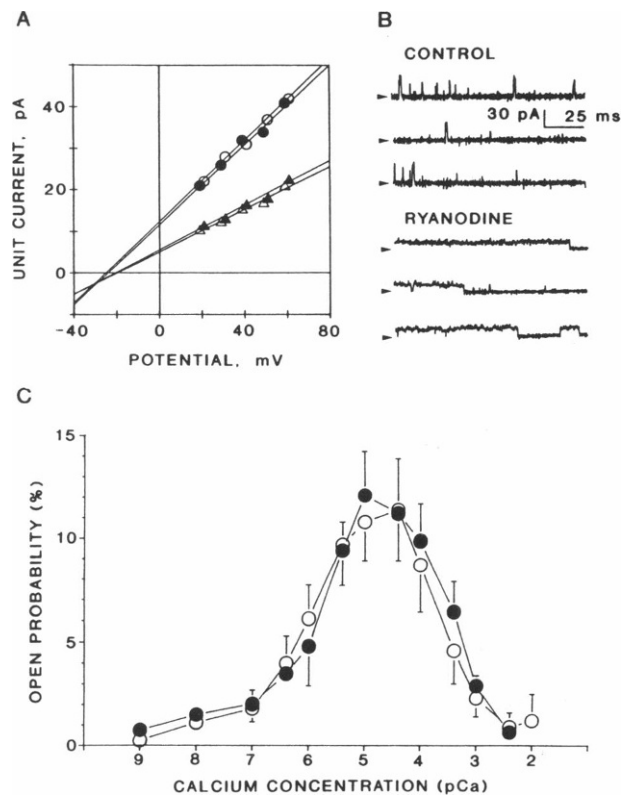 A
UNIT CURRENT, pA
40
20
0
-40
0
40
80
POTENTIAL, mV
B
CONTROL
30 pA
25 ms
RYANODINE
C
OPEN PROBABILITY (%)
15
10
5
0
9 8 7 6 5 4 3 2
CALCIUM CONCENTRATION (pCa)